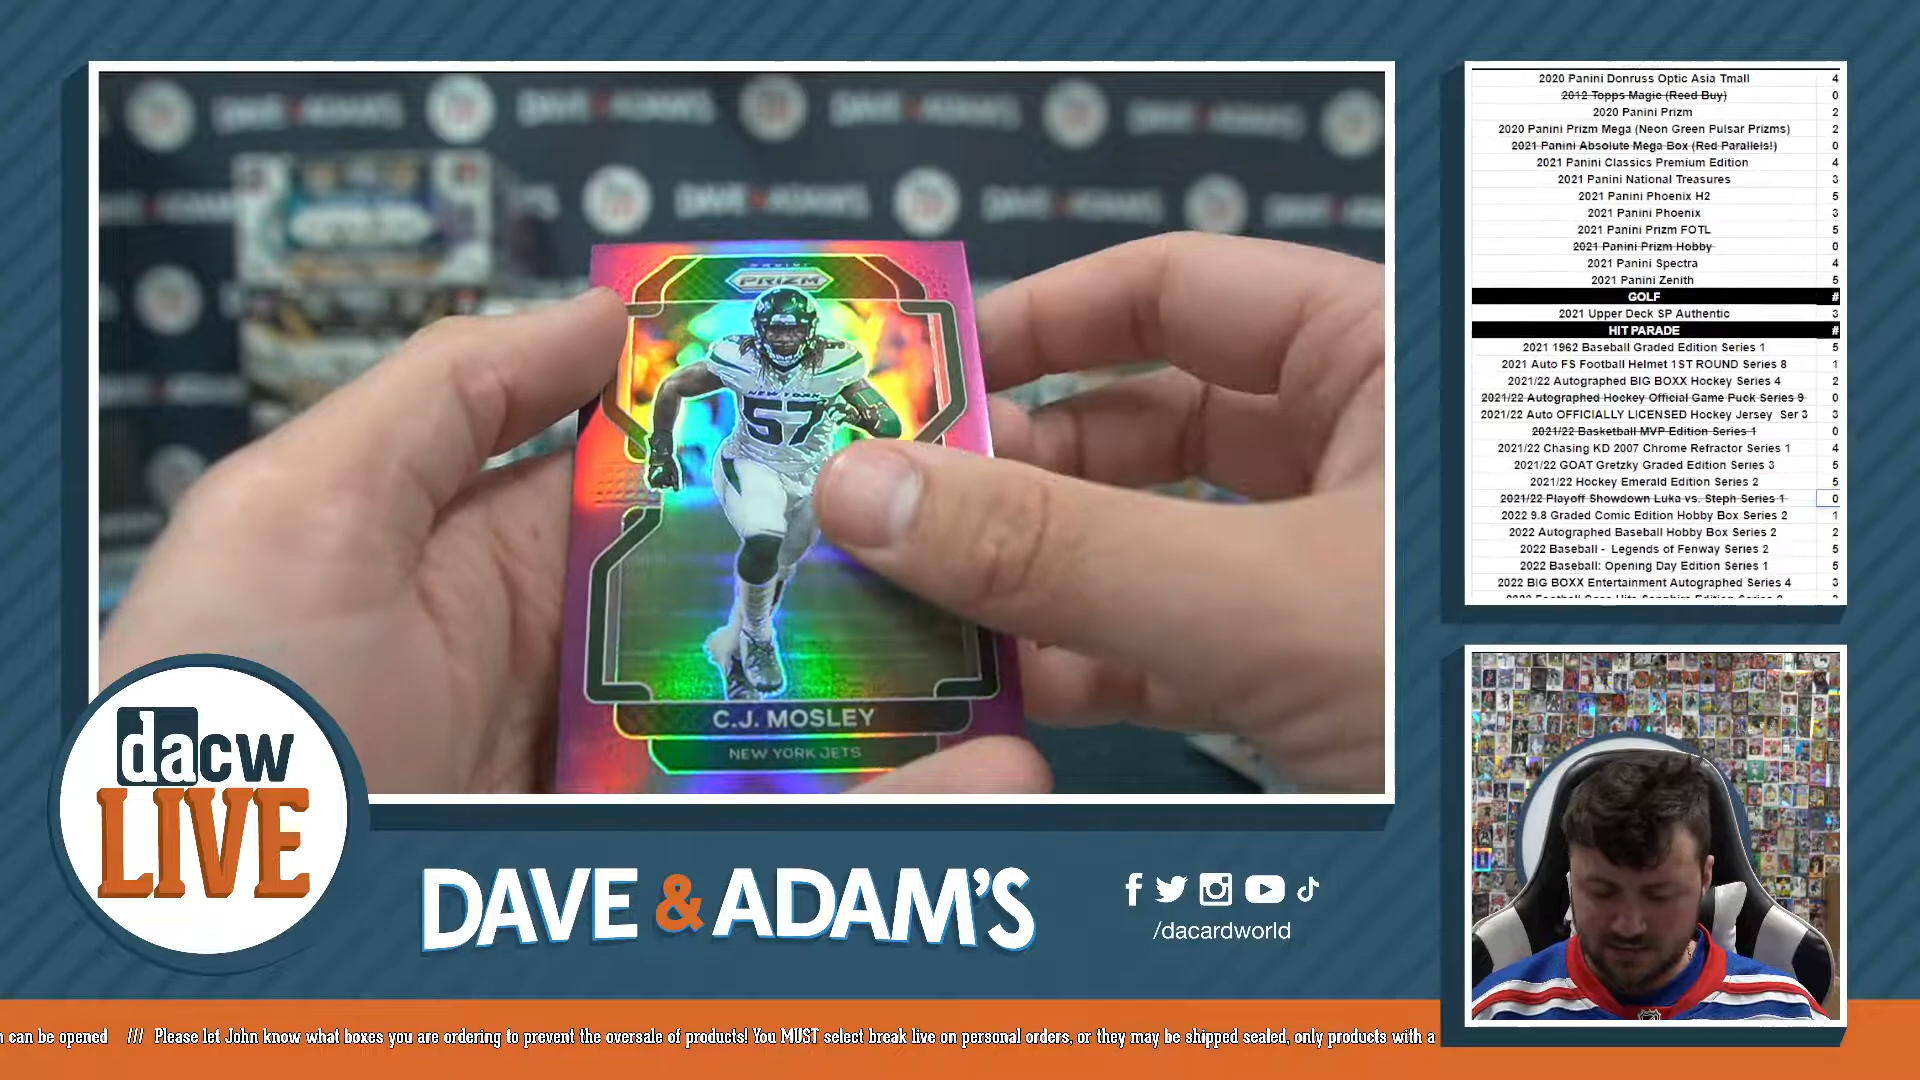 DAVE & ADAM'S
PANINI
PRIZM
NEW YORK
57
C.J. MOSLEY
NEW YORK JETS
2020 Panini Donruss Optic Asia Tmall 4
2012 Topps Magic (Reed Buy) 0
2020 Panini Prizm 2
2020 Panini Prizm Mega (Neon Green Pulsar Prizms) 2
2021 Panini Absolute Mega Box (Red Parallels!) 0
2021 Panini Classics Premium Edition 4
2021 Panini National Treasures 3
2021 Panini Phoenix H2 5
2021 Panini Phoenix 3
2021 Panini Prizm FOTL 5
2021 Panini Prizm Hobby 0
2021 Panini Spectra 4
2021 Panini Zenith 5
GOLF #
2021 Upper Deck SP Authentic 3
HIT PARADE #
2021 1962 Baseball Graded Edition Series 1 5
2021 Auto FS Football Helmet 1ST ROUND Series 8 1
2021/22 Autographed BIG BOXX Hockey Series 4 2
2021/22 Autographed Hockey Official Game Puck Series 9 0
2021/22 Auto OFFICIALLY LICENSED Hockey Jersey Ser 3 3
2021/22 Basketball MVP Edition Series 1 0
2021/22 Chasing KD 2007 Chrome Refractor Series 1 4
2021/22 GOAT Gretzky Graded Edition Series 3 5
2021/22 Hockey Emerald Edition Series 2 5
2021/22 Playoff Showdown Luka vs. Steph Series 1 0
2022 9.8 Graded Comic Edition Hobby Box Series 2 1
2022 Autographed Baseball Hobby Box Series 2 2
2022 Baseball - Legends of Fenway Series 2 5
2022 Baseball: Opening Day Edition Series 1 5
2022 BIG BOXX Entertainment Autographed Series 4 3
dacw
LIVE
DAVE & ADAM'S
/dacardworld
can be opened /// Please let John know what boxes you are ordering to prevent the oversale of products! You MUST select break live on personal orders, or they may be shipped sealed, only products with a